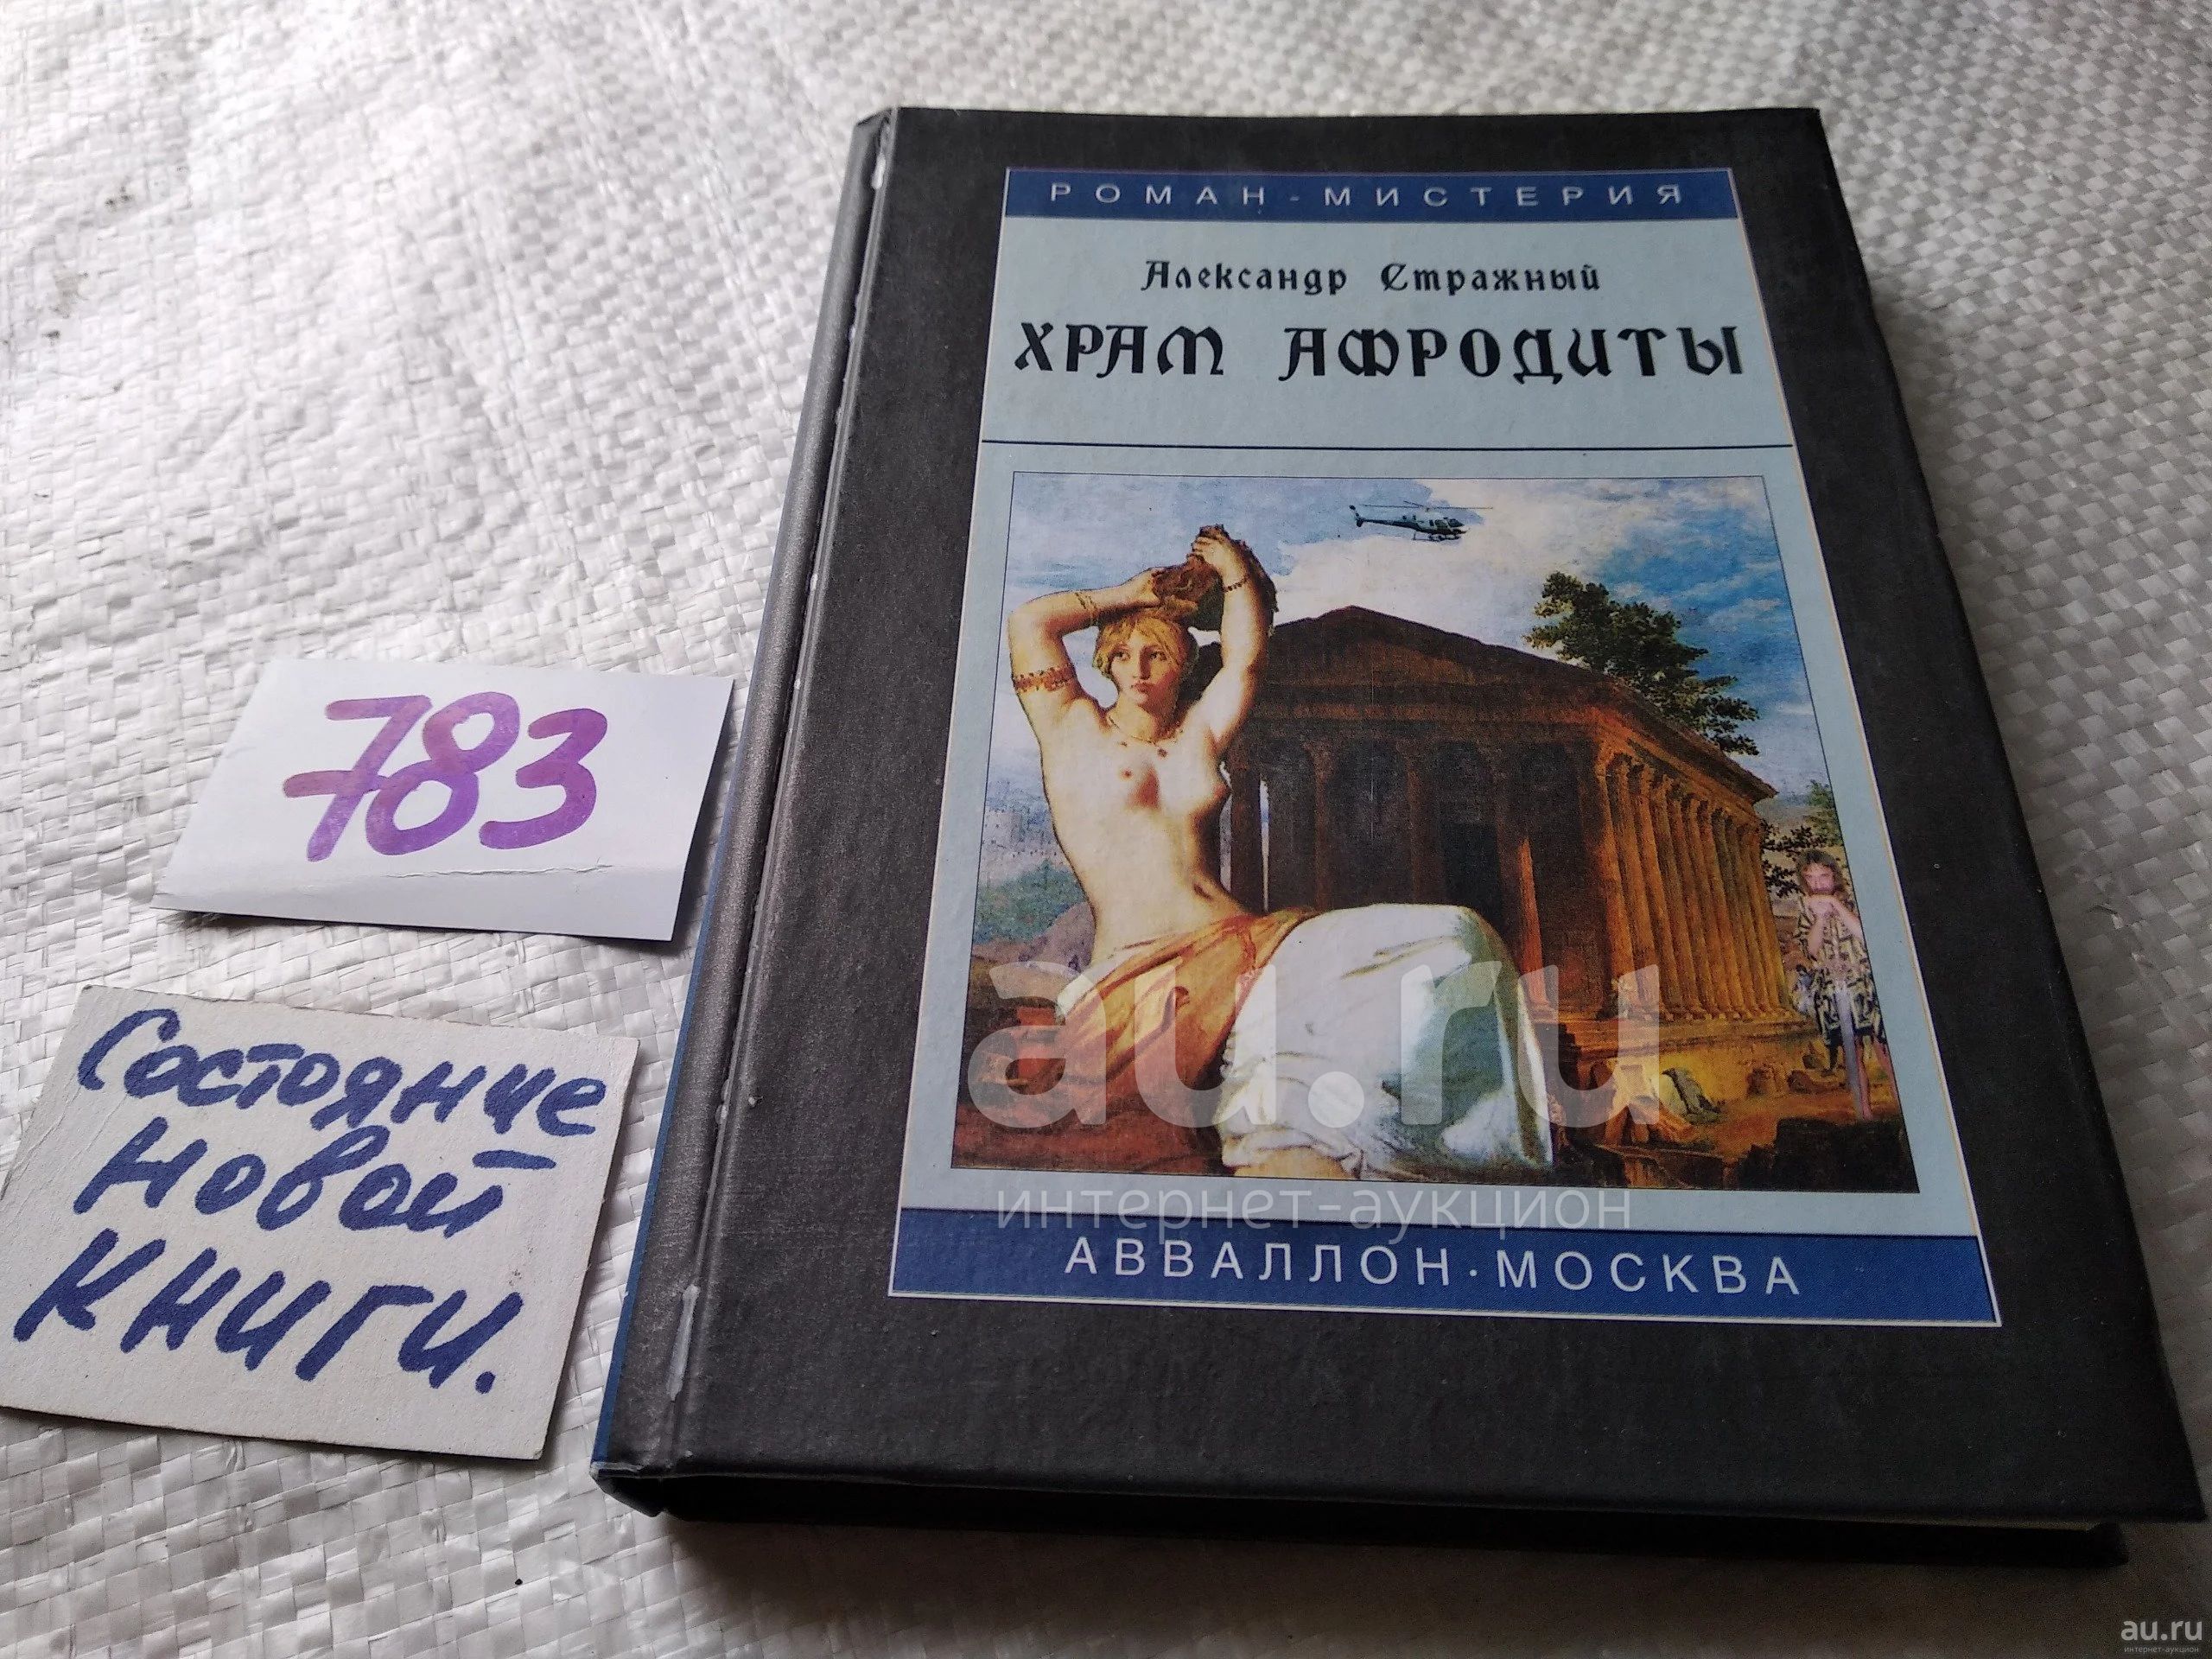 РОМАН - МИСТЕРИЯ
Александр Стражный
ХРАМ АФРОДИТЫ
783
Состояние
новой
книги.
au.ru
интернет-аукцион
АВВАЛЛОН · МОСКВА
au.ru
интернет-аукцион